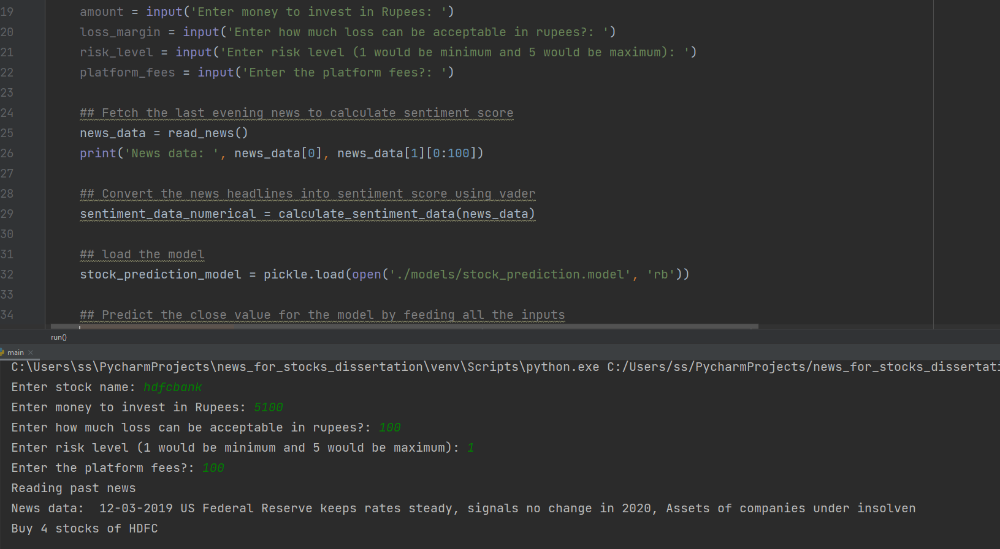 19 amount = input('Enter money to invest in Rupees: ')
20 loss_margin = input('Enter how much loss can be acceptable in rupees?: ')
21 risk_level = input('Enter risk level (1 would be minimum and 5 would be maximum): ')
22 platform_fees = input('Enter the platform fees?: ')
23
24 ## Fetch the last evening news to calculate sentiment score
25 news_data = read_news()
26 print('News data: ', news_data[0], news_data[1][0:100])
27
28 ## Convert the news headlines into sentiment score using vader
29 sentiment_data_numerical = calculate_sentiment_data(news_data)
30
31 ## load the model
32 stock_prediction_model = pickle.load(open('./models/stock_prediction.model', 'rb'))
33
34 ## Predict the close value for the model by feeding all the inputs
run()
main
C:\Users\ss\PycharmProjects\news_for_stocks_dissertation\venv\Scripts\python.exe C:/Users/ss/PycharmProjects/news_for_stocks_dissertati
Enter stock name: hdfcbank
Enter money to invest in Rupees: 5100
Enter how much loss can be acceptable in rupees?: 100
Enter risk level (1 would be minimum and 5 would be maximum): 1
Enter the platform fees?: 100
Reading past news
News data:  12-03-2019 US Federal Reserve keeps rates steady, signals no change in 2020, Assets of companies under insolven
Buy 4 stocks of HDFC